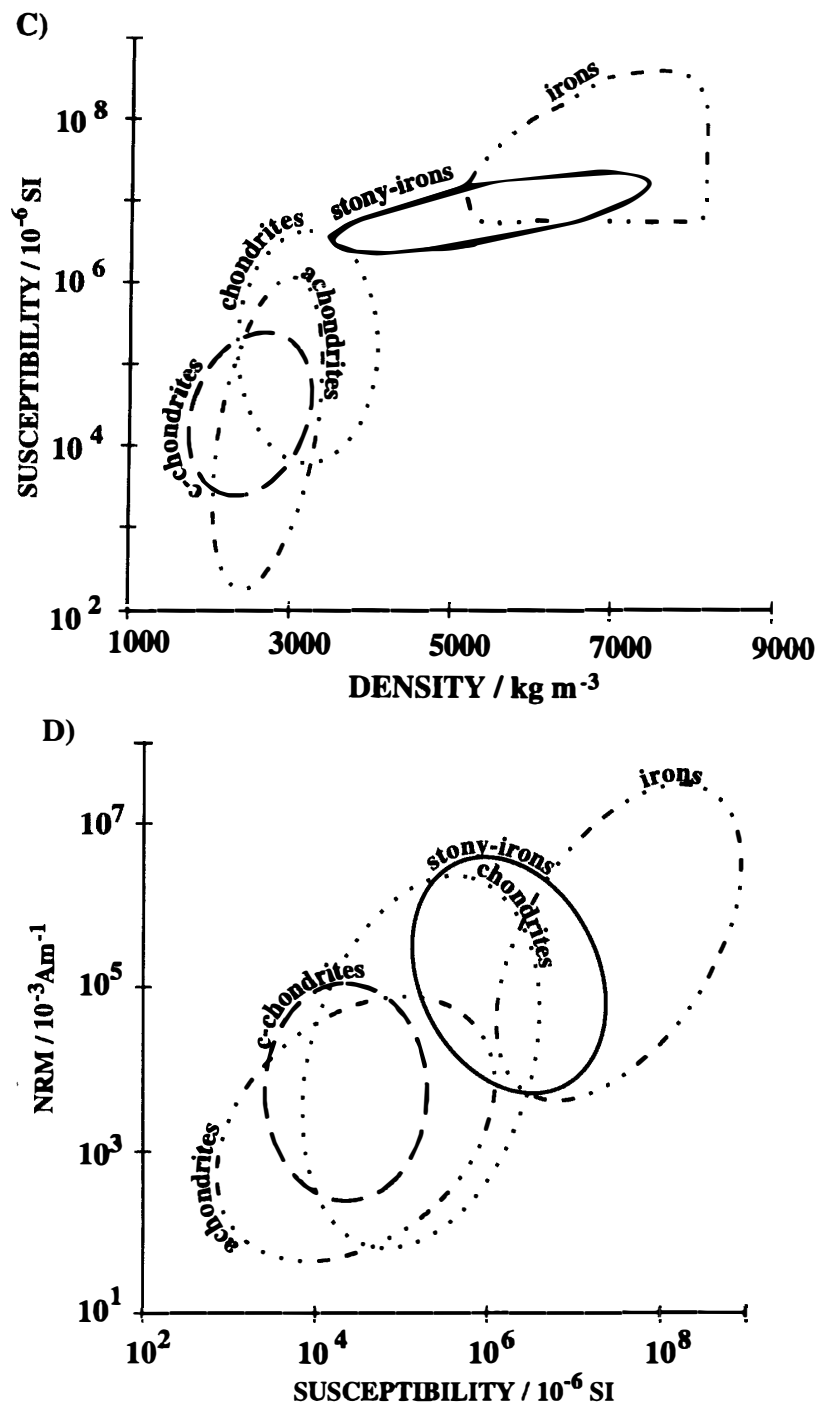 C)
irons
10^8
stony-irons
chondrites
10^6
achondrites
c-chondrites
10^4
10^2
SUSCEPTIBILITY / 10^-6 SI
1000 3000 5000 7000 9000
DENSITY / kg m^-3
D)
irons
10^7
stony-irons
chondrites
10^5
c-chondrites
10^3
achondrites
10^1
NRM / 10^-3 Am^-1
10^2 10^4 10^6 10^8
SUSCEPTIBILITY / 10^-6 SI